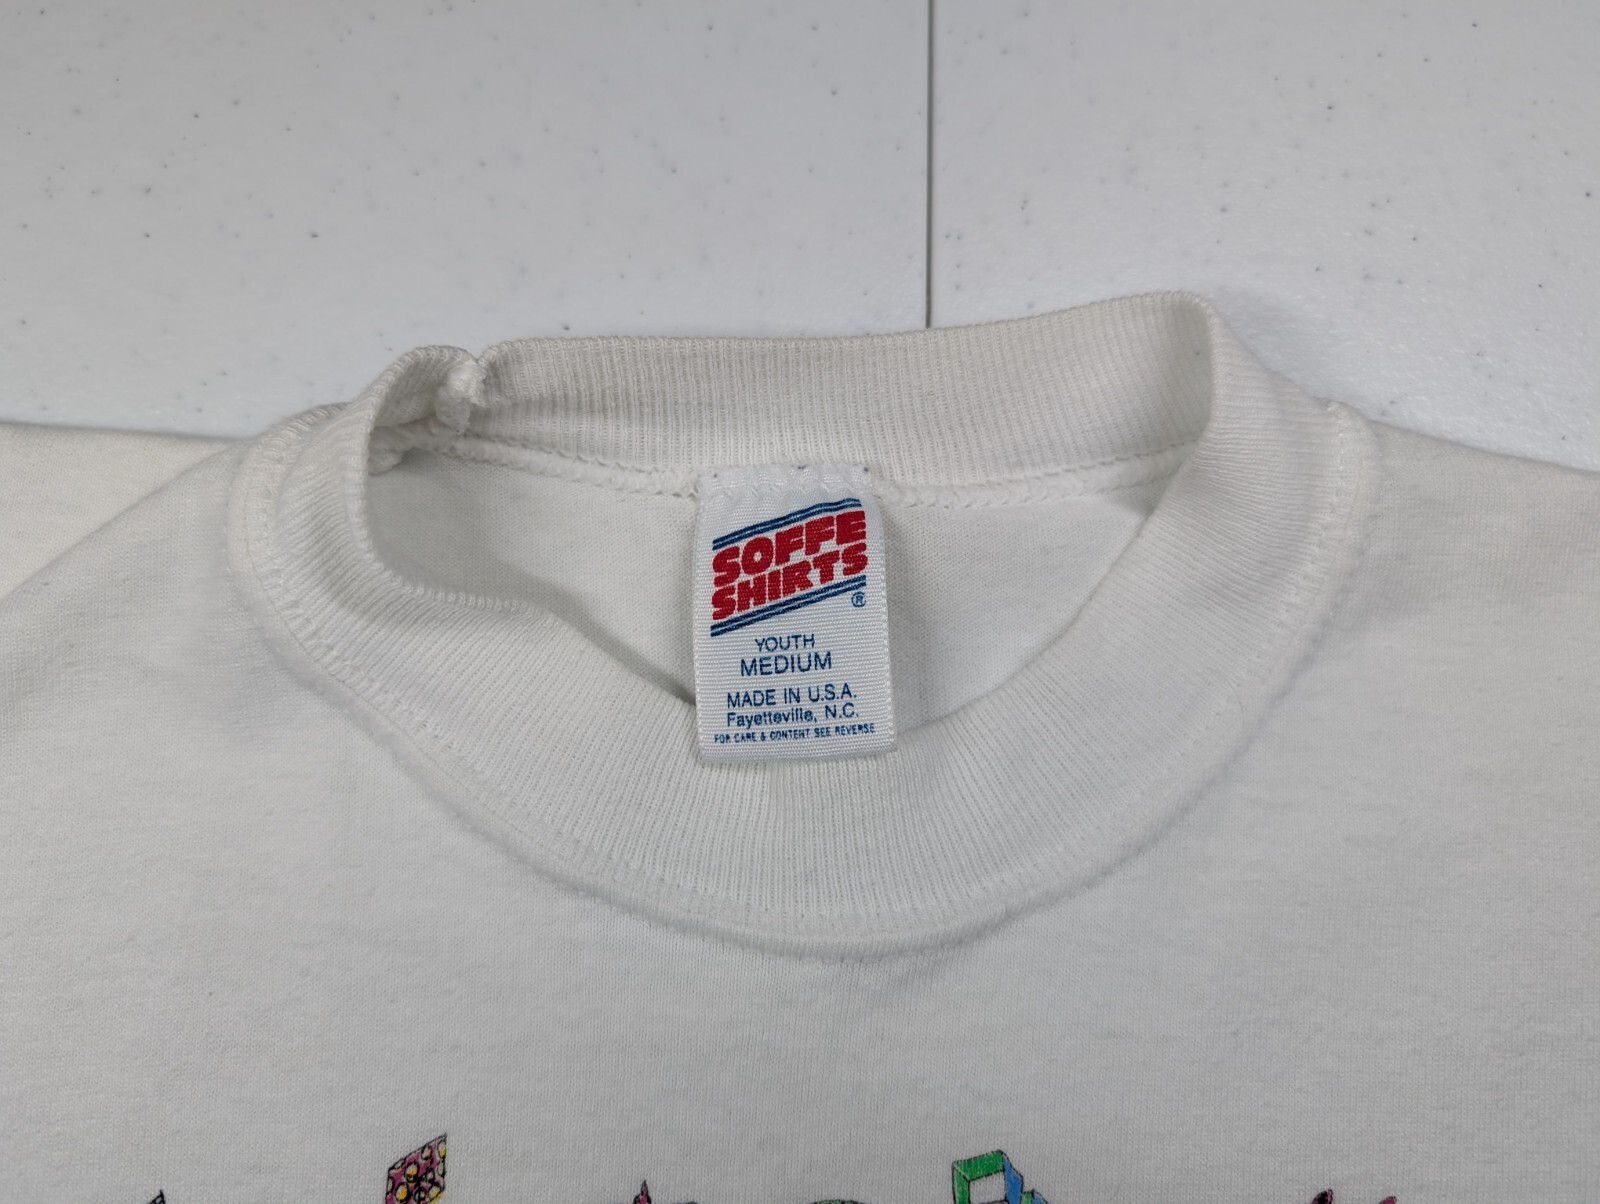 SOFFE
SHIRTS
®
YOUTH
MEDIUM
MADE IN U.S.A.
Fayetteville, N.C.
FOR CARE & CONTENT SEE REVERSE